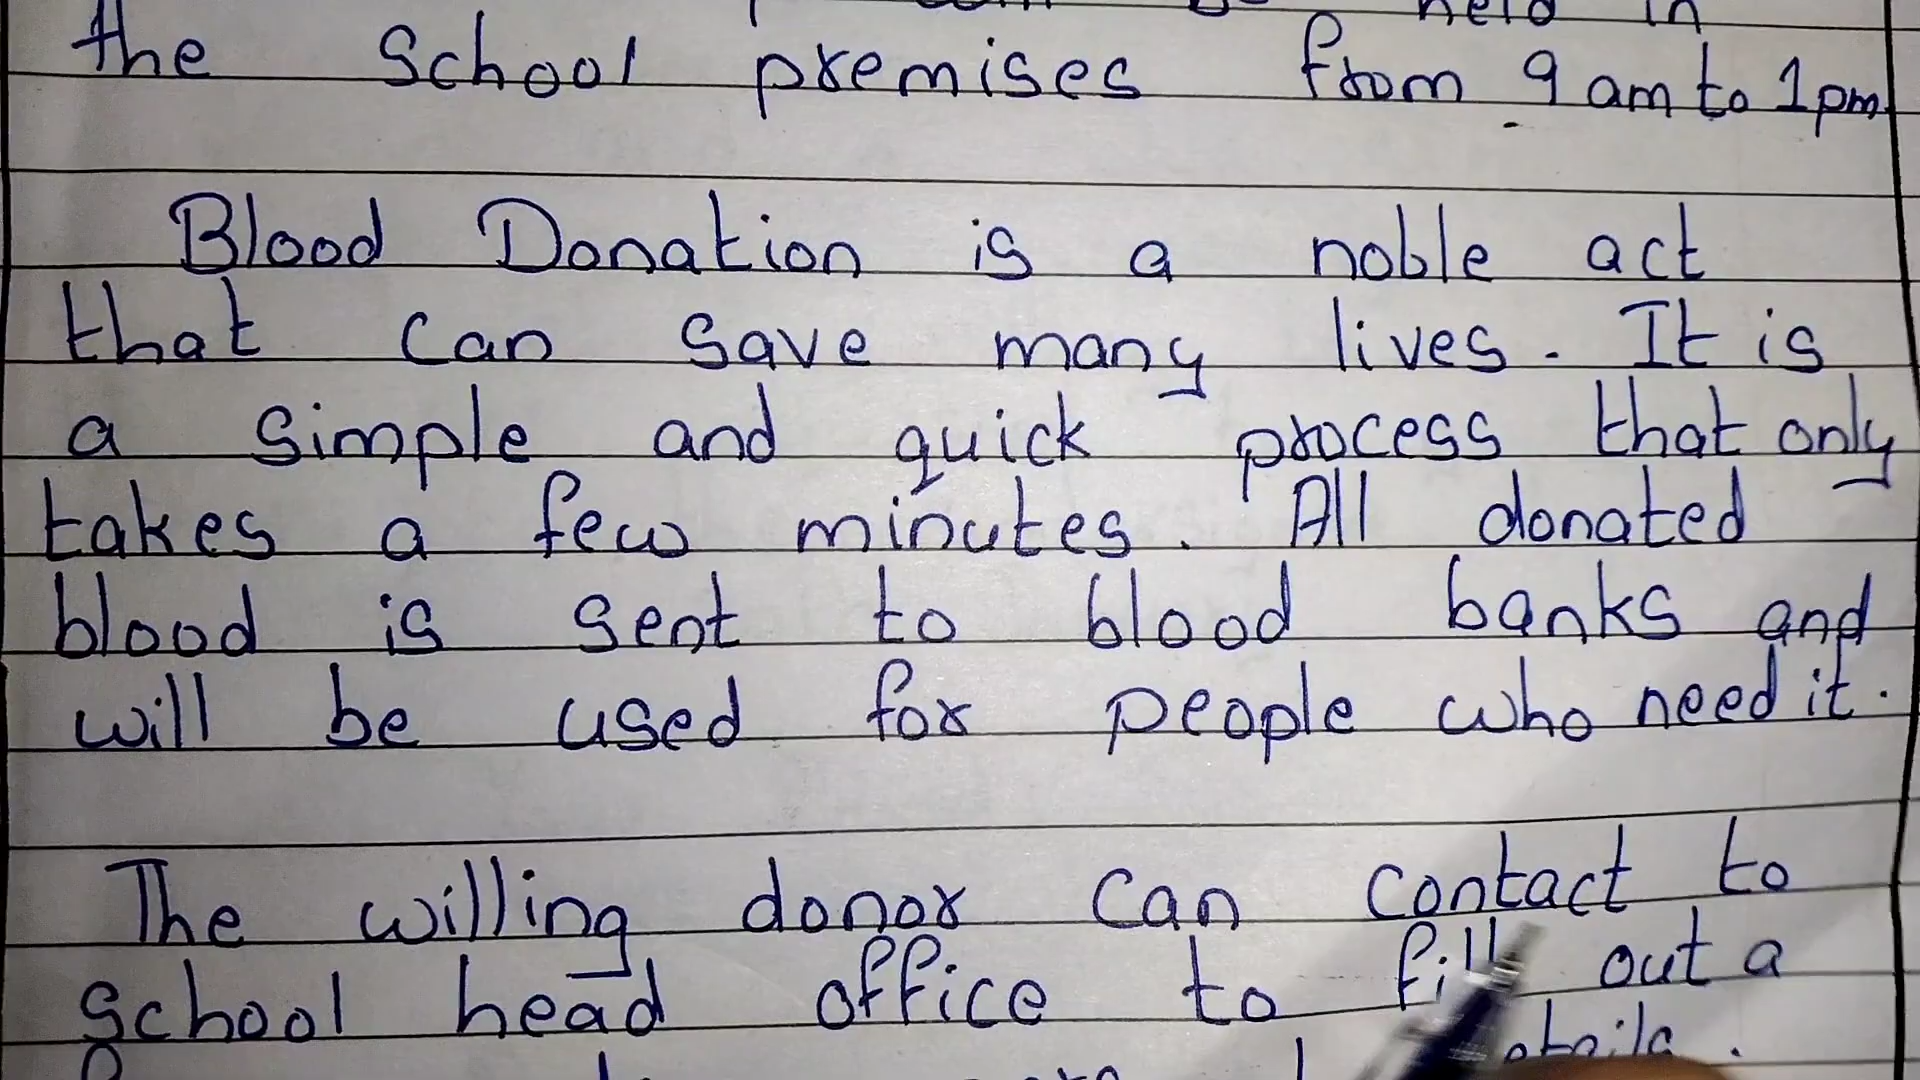 held in
the School premises from 9 am to 1 pm
Blood Donation is a noble act
that can save many lives. It is
a simple and quick process that only
takes a few minutes. All donated
blood is sent to blood banks and
will be used for people who need it.
The willing donor can contact to
School head office to fill out a